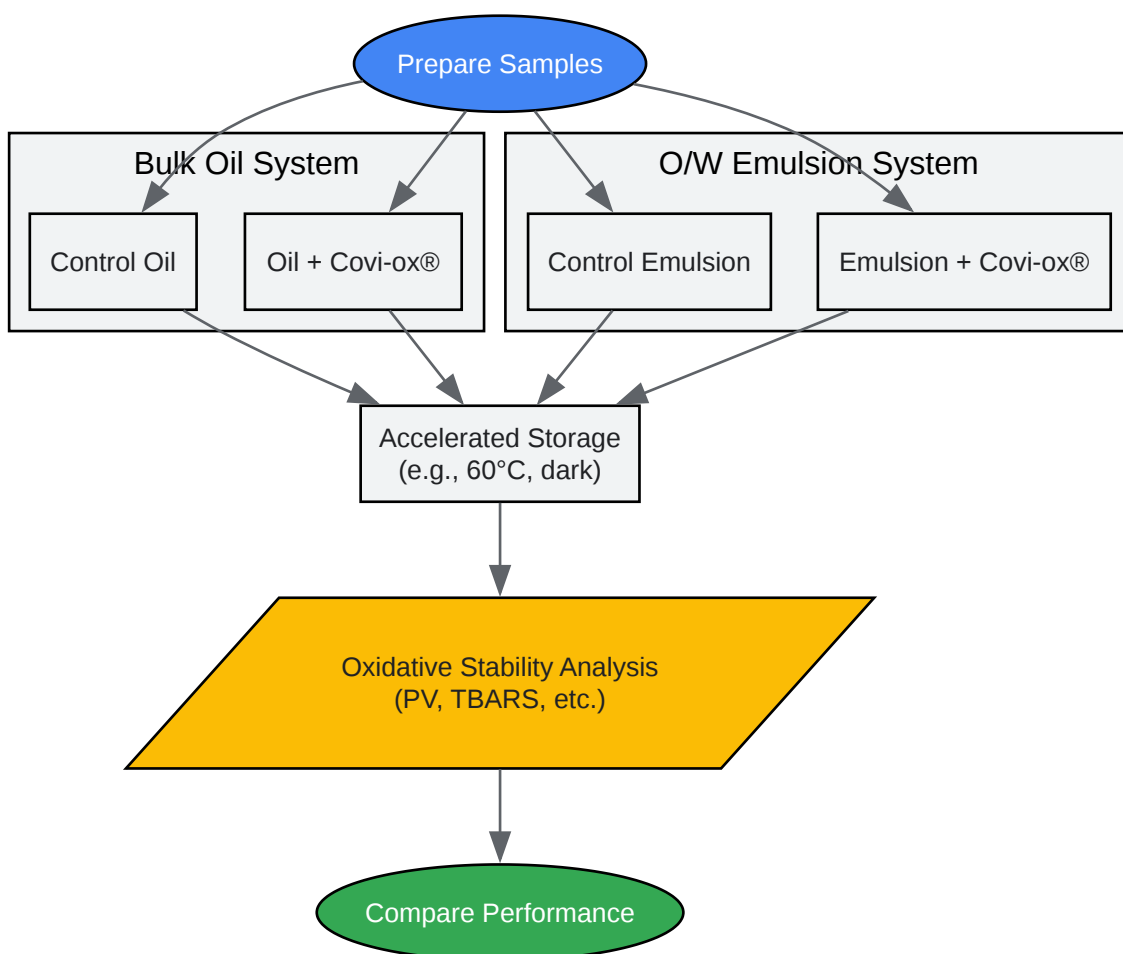 Prepare Samples
Bulk Oil System
O/W Emulsion System
Control Oil
Oil + Covi-ox®
Control Emulsion
Emulsion + Covi-ox®
Accelerated Storage
(e.g., 60°C, dark)
Oxidative Stability Analysis
(PV, TBARS, etc.)
Compare Performance